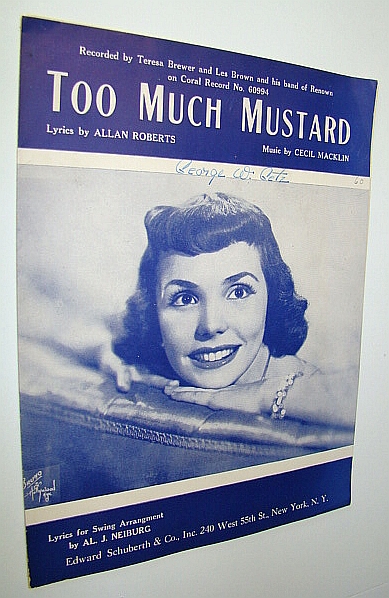 Recorded by Teresa Brewer and Les Brown and his band of Renown
on Coral Record No. 60994
TOO MUCH MUSTARD
Lyrics by ALLAN ROBERTS
Music by CECIL MACKLIN
George W.
60
Lyrics for Swing Arrangment
by AL. J. NEIBURG
Edward Schuberth & Co., Inc. 240 West 55th St., New York, N. Y.